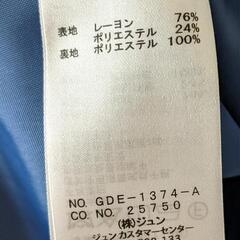 表地 レーヨン 76%
ポリエステル 24%
裏地 ポリエステル 100%
NO. GDE-1374-A
CO. NO. 25750
(株)ジュン
ジュン カスタマーセンター